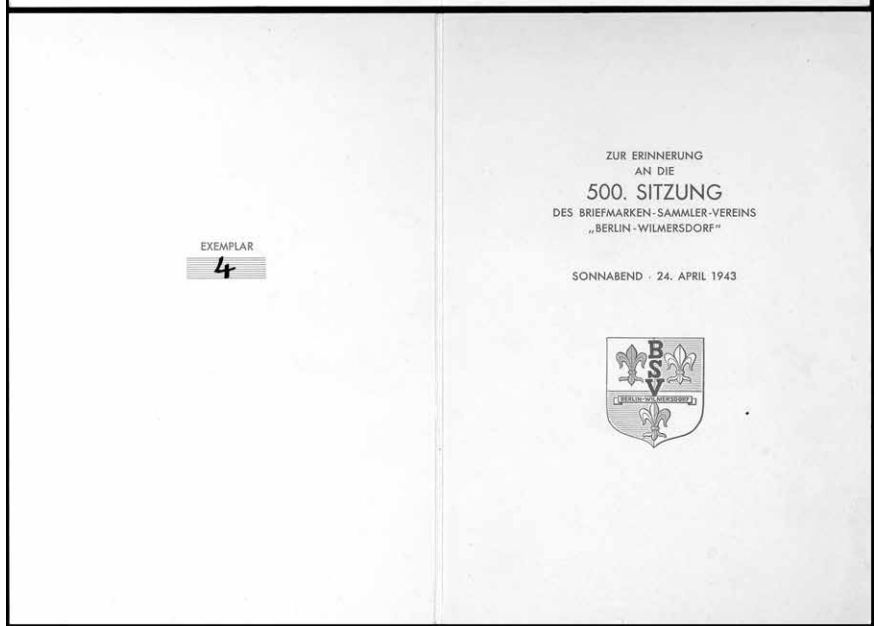 EXEMPLAR
4
ZUR ERINNERUNG
AN DIE
500. SITZUNG
DES BRIEFMARKEN-SAMMLER-VEREINS
„BERLIN-WILMERSDORF"
SONNABEND · 24. APRIL 1943
B
S
V
BERLIN-WILMERSDORF